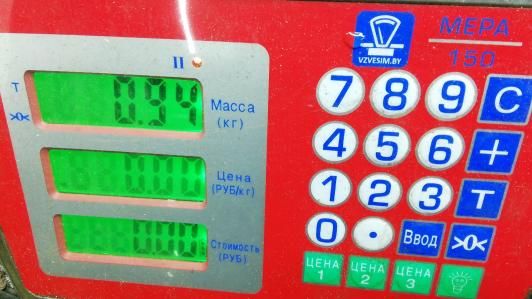 VZVESIM.BY
МЕРА
150
II
T
>0<
0.94
Масса
(кг)
0.00
Цена
(РУБ/кг)
0.00
Стоимость
(РУБ)
7 8 9 C
4 5 6 +
1 2 3 T
0 . Ввод >0<
ЦЕНА 1
ЦЕНА 2
ЦЕНА 3